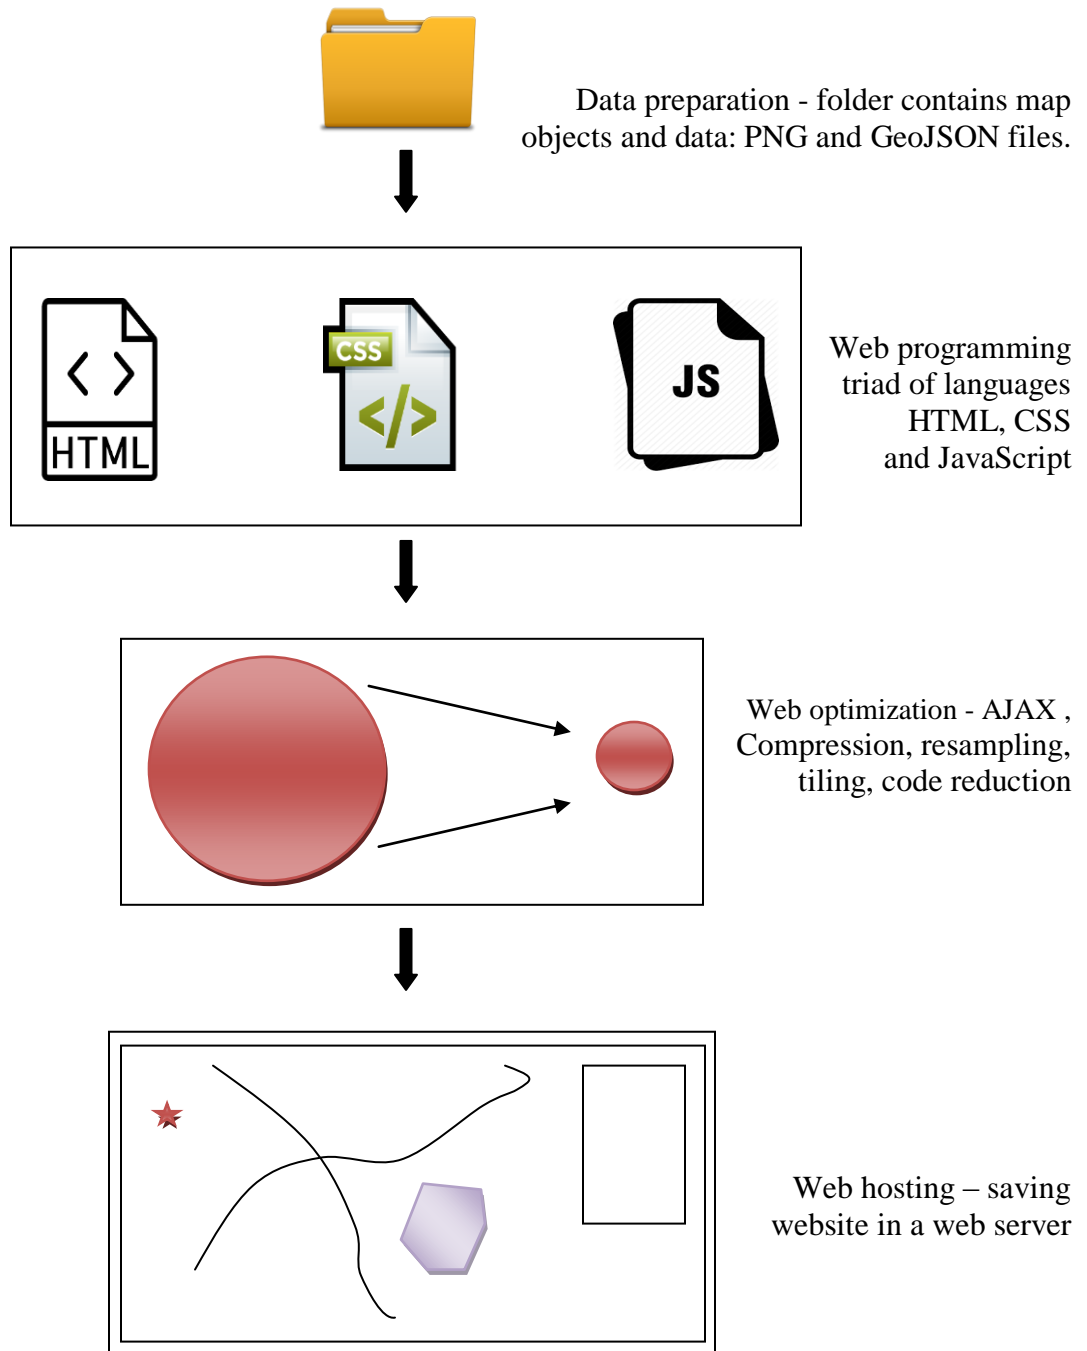 Data preparation - folder contains map
objects and data: PNG and GeoJSON files.
HTML
CSS
</>
JS
Web programming
triad of languages
HTML, CSS
and JavaScript
Web optimization - AJAX ,
Compression, resampling,
tiling, code reduction
Web hosting – saving
website in a web server